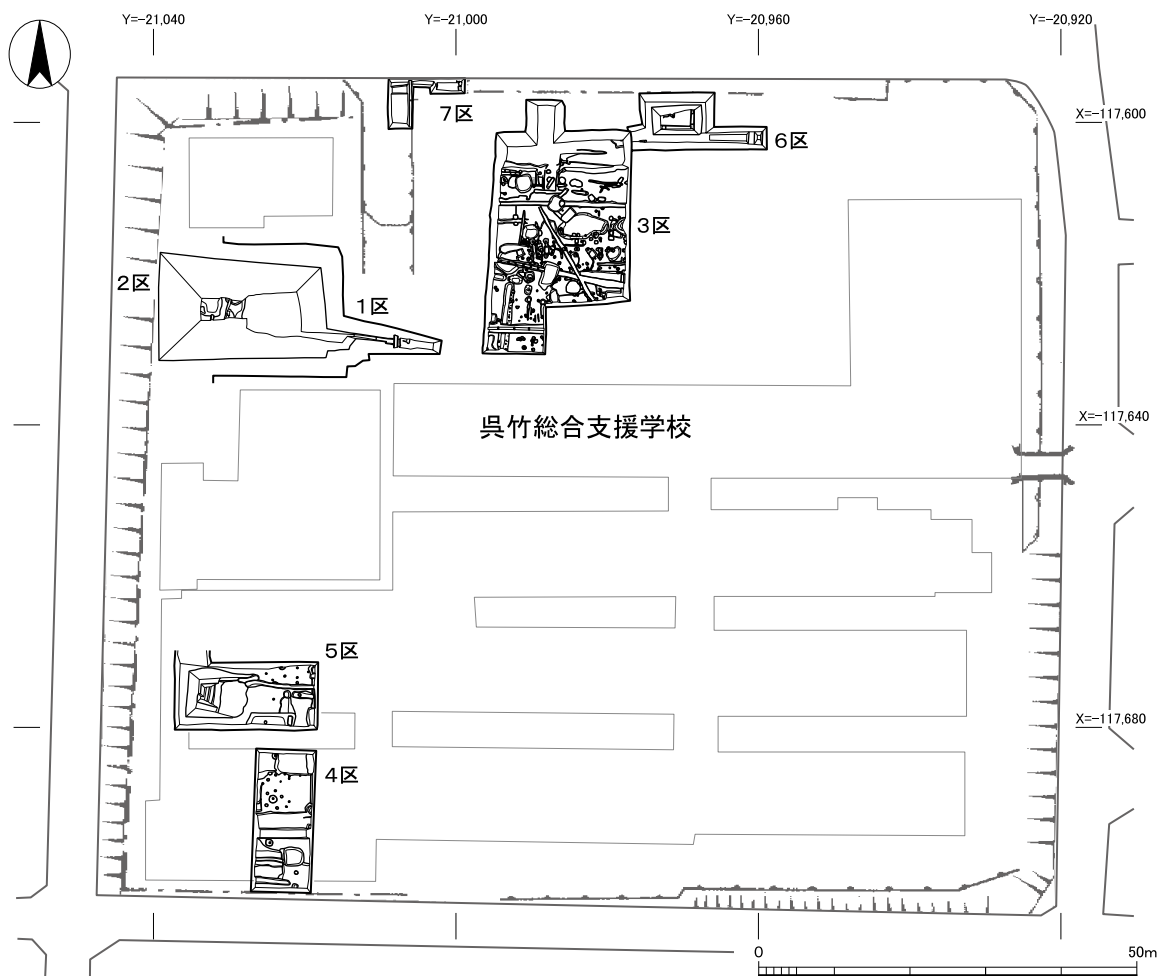 Y=-21,040
Y=-21,000
Y=-20,960
Y=-20,920
X=-117,600
7区
6区
3区
2区
1区
X=-117,640
呉竹総合支援学校
5区
X=-117,680
4区
0
50m